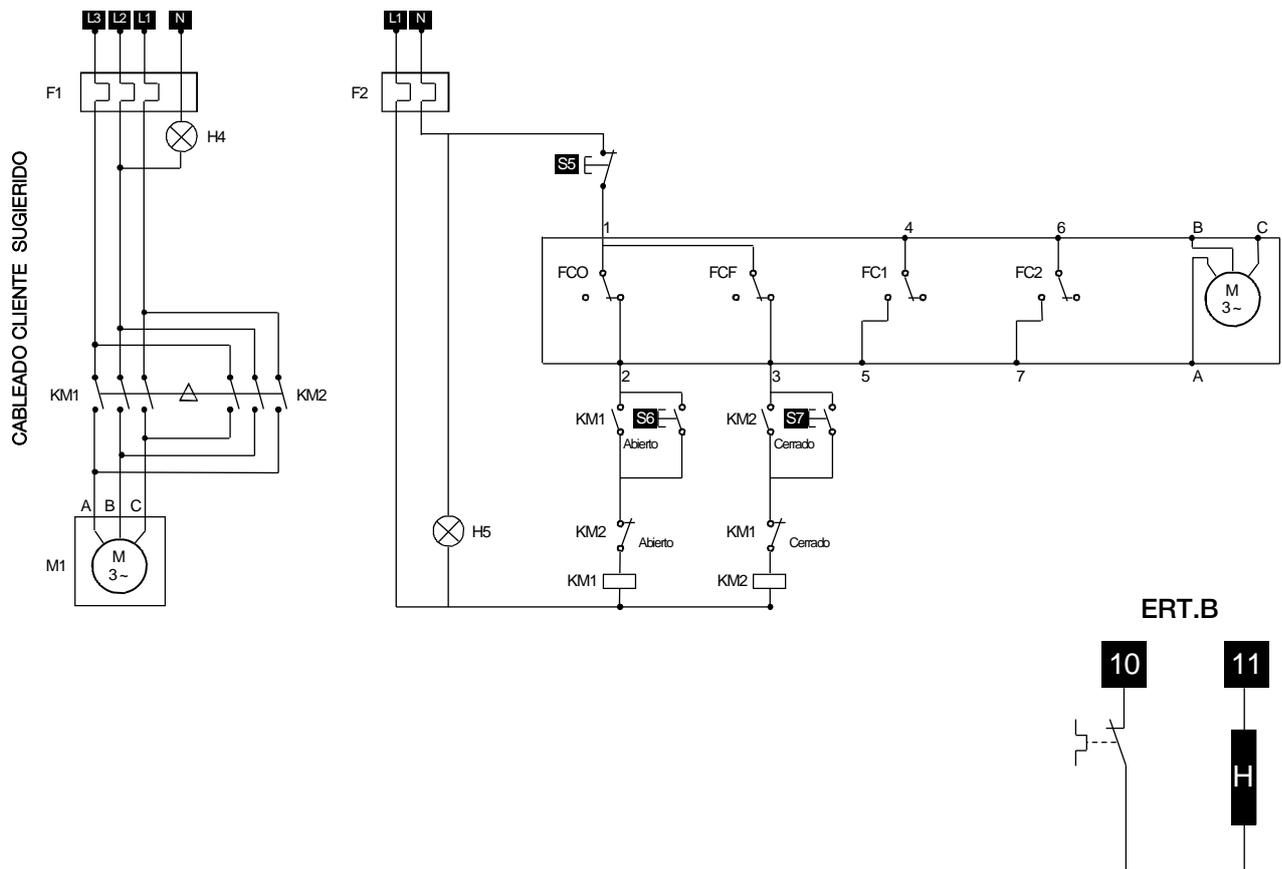 L3 L2 L1 N L1 N
F1 F2
H4
S5
CABLEADO CLIENTE SUGIERIDO
1 4 6 B C
FCO FCF FC1 FC2 M
3~
2 3 5 7 A
KM1 KM2 KM1 S6 KM2 S7
Abierto Cerrado
A B C
H5 KM2 Abierto KM1 Cerrado
M1 M
3~
KM1 KM2
ERT.B
10 11
H